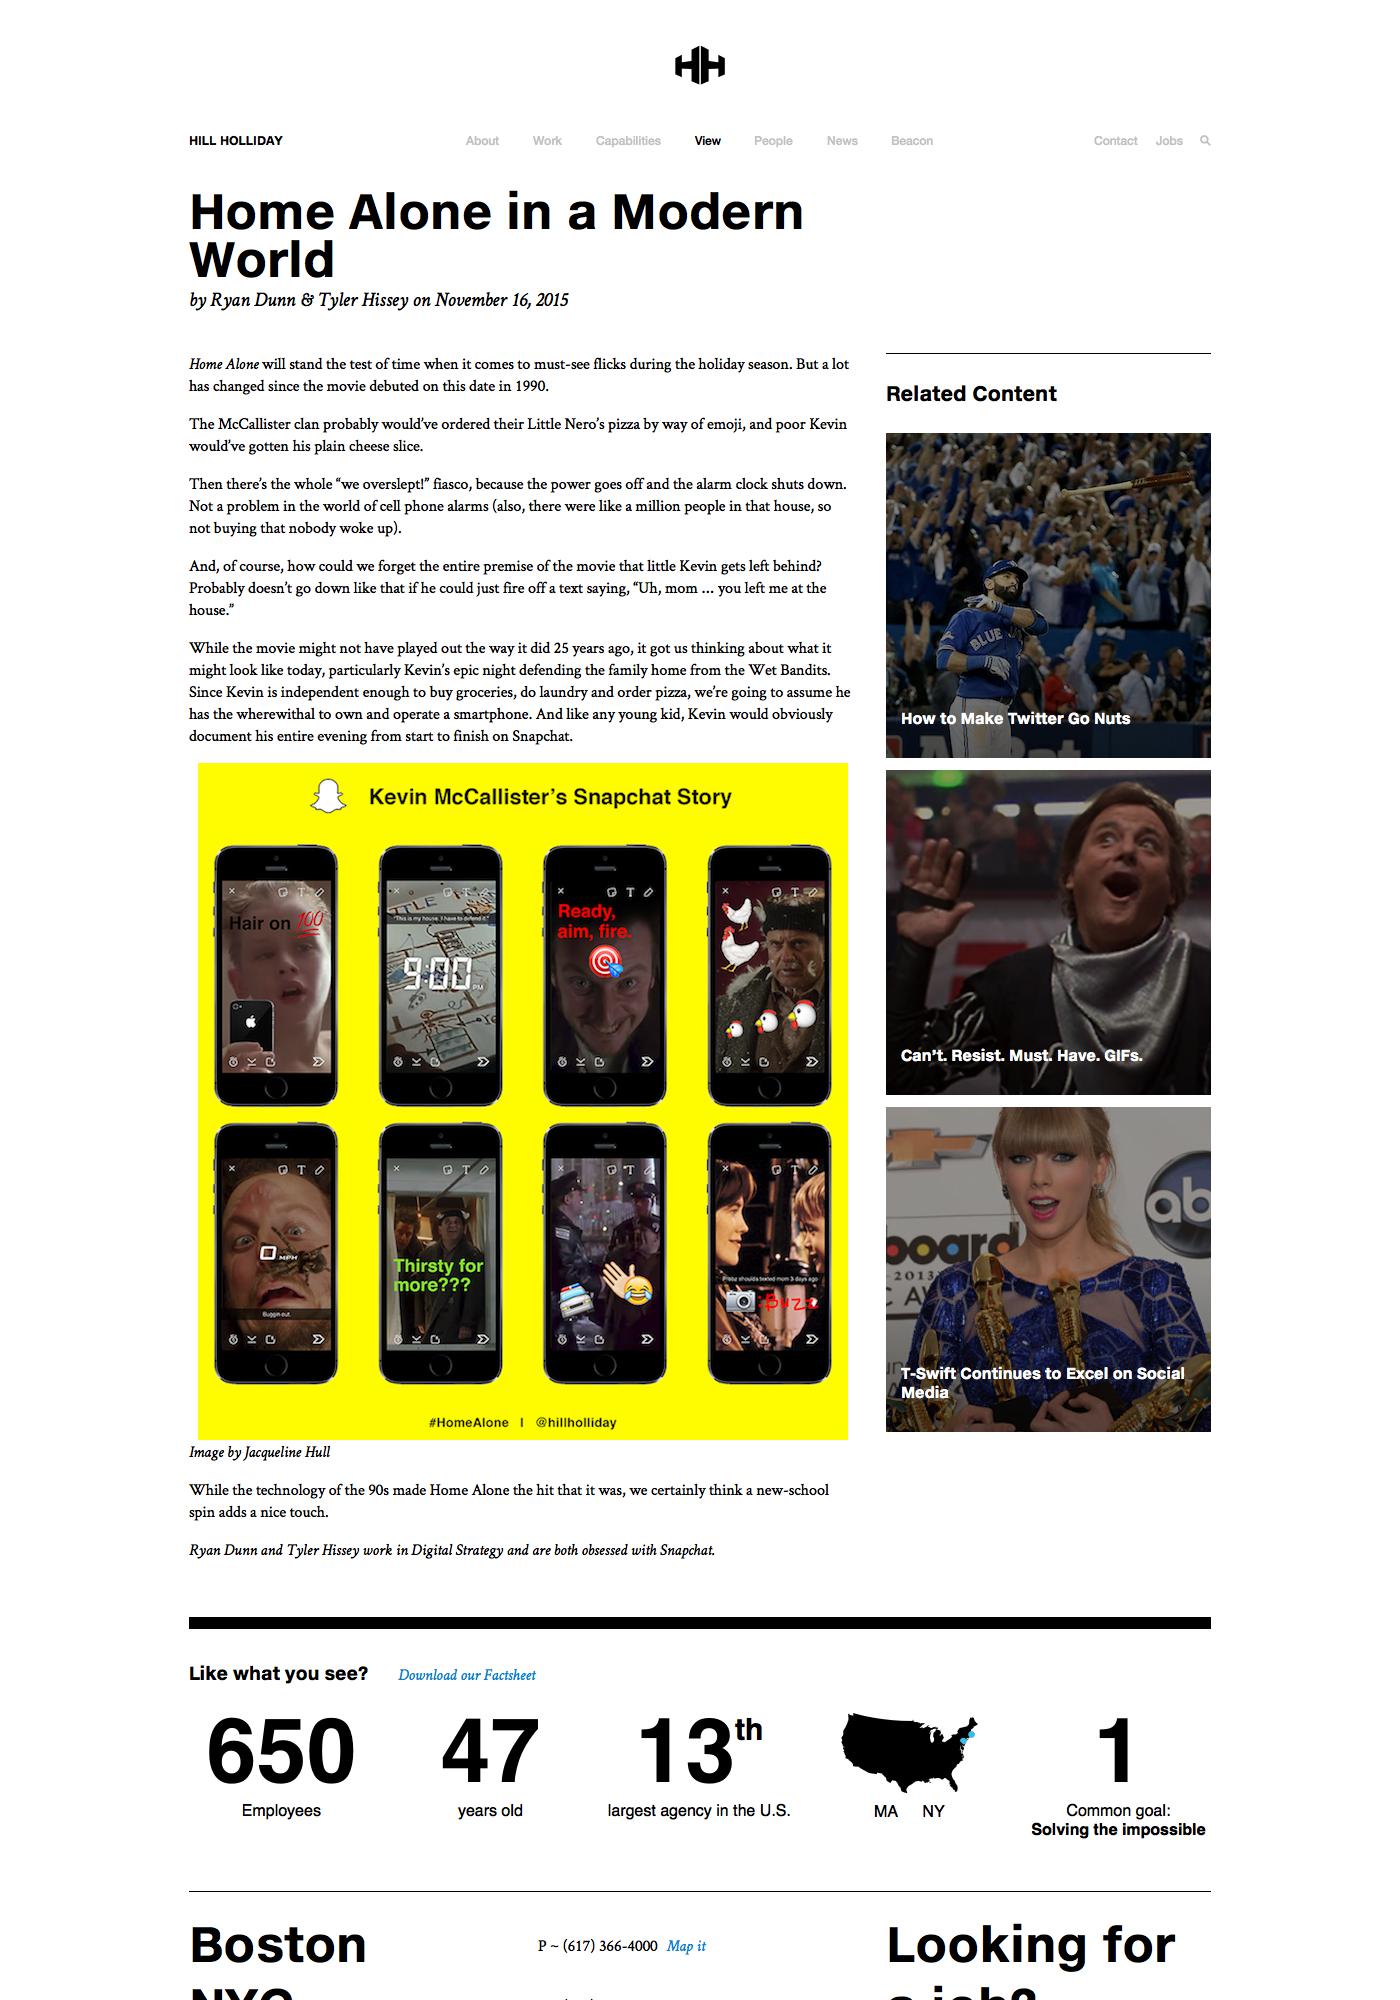 HILL HOLLIDAY
About Work Capabilities View People News Beacon
Contact Jobs
Home Alone in a Modern
World
by Ryan Dunn & Tyler Hissey on November 16, 2015
Home Alone will stand the test of time when it comes to must-see flicks during the holiday season. But a lot
has changed since the movie debuted on this date in 1990.
The McCallister clan probably would’ve ordered their Little Nero’s pizza by way of emoji, and poor Kevin
would’ve gotten his plain cheese slice.
Then there’s the whole “we overslept!” fiasco, because the power goes off and the alarm clock shuts down.
Not a problem in the world of cell phone alarms (also, there were like a million people in that house, so
not buying that nobody woke up).
And, of course, how could we forget the entire premise of the movie that little Kevin gets left behind?
Probably doesn’t go down like that if he could just fire off a text saying, “Uh, mom … you left me at the
house.”
While the movie might not have played out the way it did 25 years ago, it got us thinking about what it
might look like today, particularly Kevin’s epic night defending the family home from the Wet Bandits.
Since Kevin is independent enough to buy groceries, do laundry and order pizza, we’re going to assume he
has the wherewithal to own and operate a smartphone. And like any young kid, Kevin would obviously
document his entire evening from start to finish on Snapchat.
Kevin McCallister’s Snapchat Story
Hair on 100
"This is my house. I have to defend it."
9:00 PM
Ready,
aim, fire.
0 MPH
Buggin out.
Thirsty for
more???
Probz shoulda texted mom 3 days ago
:Buzz
#HomeAlone | @hillholliday
Image by Jacqueline Hull
While the technology of the 90s made Home Alone the hit that it was, we certainly think a new-school
spin adds a nice touch.
Ryan Dunn and Tyler Hissey work in Digital Strategy and are both obsessed with Snapchat.
Related Content
BLUE
How to Make Twitter Go Nuts
Can’t. Resist. Must. Have. GIFs.
abc
board
2013
T-Swift Continues to Excel on Social
Media
Like what you see? Download our Factsheet
650
Employees
47
years old
13th
largest agency in the U.S.
MA NY
1
Common goal:
Solving the impossible
Boston
NYC
P ~ (617) 366-4000 Map it
Looking for
a job?